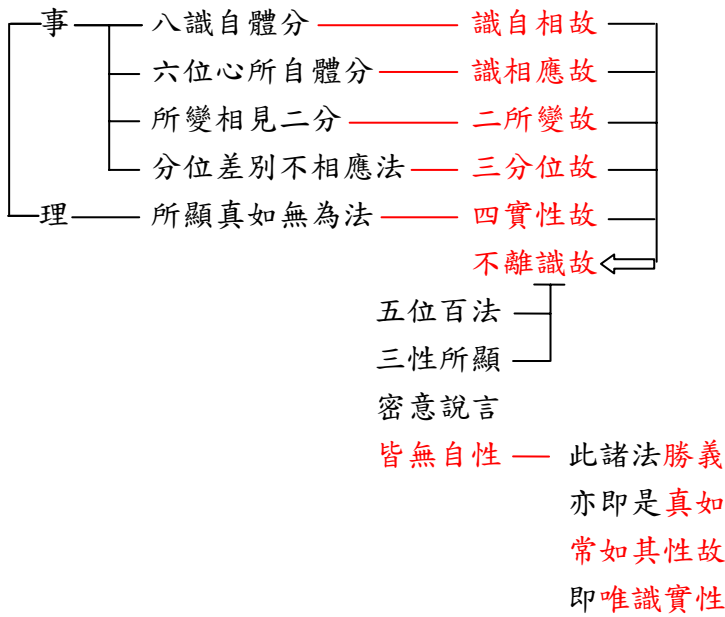 事 八識自體分 識自相故
六位心所自體分 識相應故
所變相見二分 二所變故
分位差別不相應法 三分位故
理 所顯真如無為法 四實性故
不離識故
五位百法
三性所顯
密意說言
皆無自性 此諸法勝義
亦即是真如
常如其性故
即唯識實性